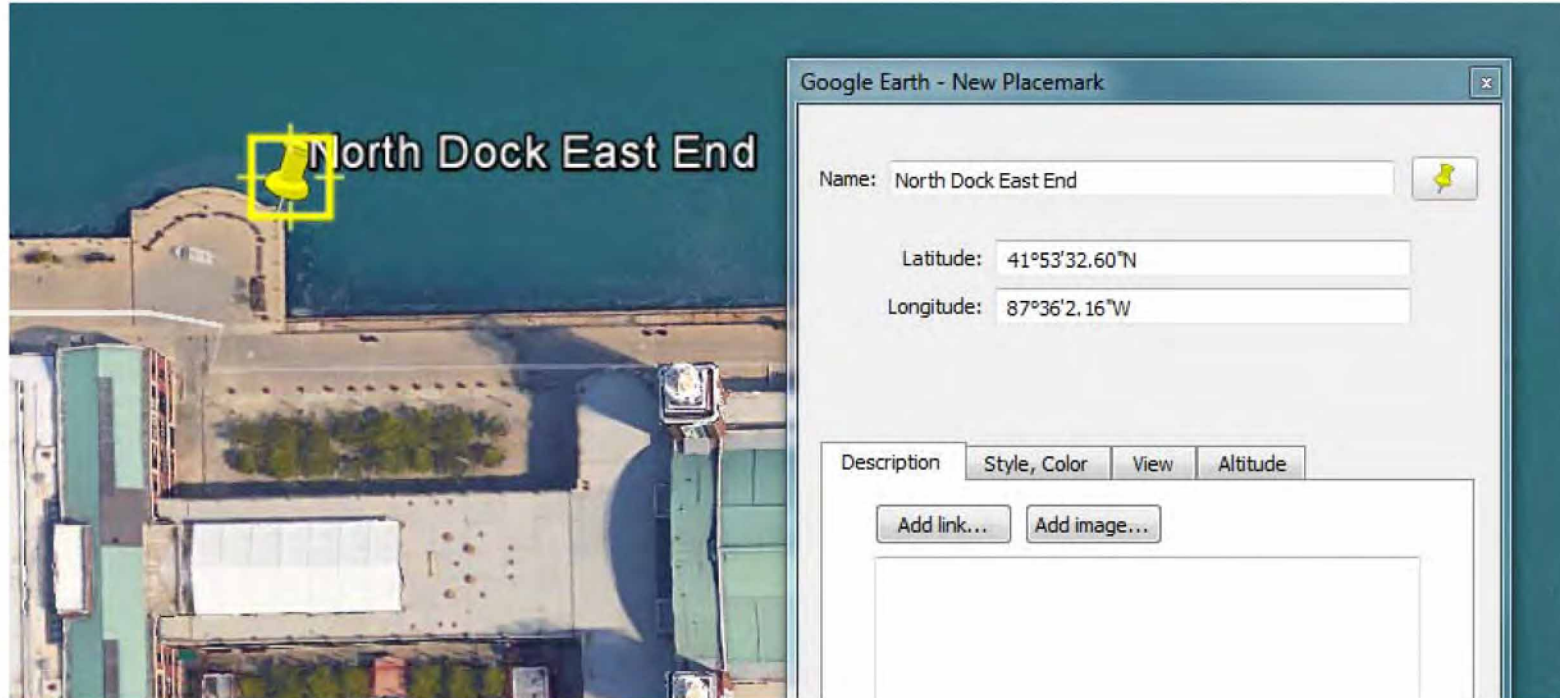 North Dock East End
Google Earth - New Placemark
Name: North Dock East End
Latitude: 41°53'32.60"N
Longitude: 87°36'2.16"W
Description Style, Color View Altitude
Add link... Add image...